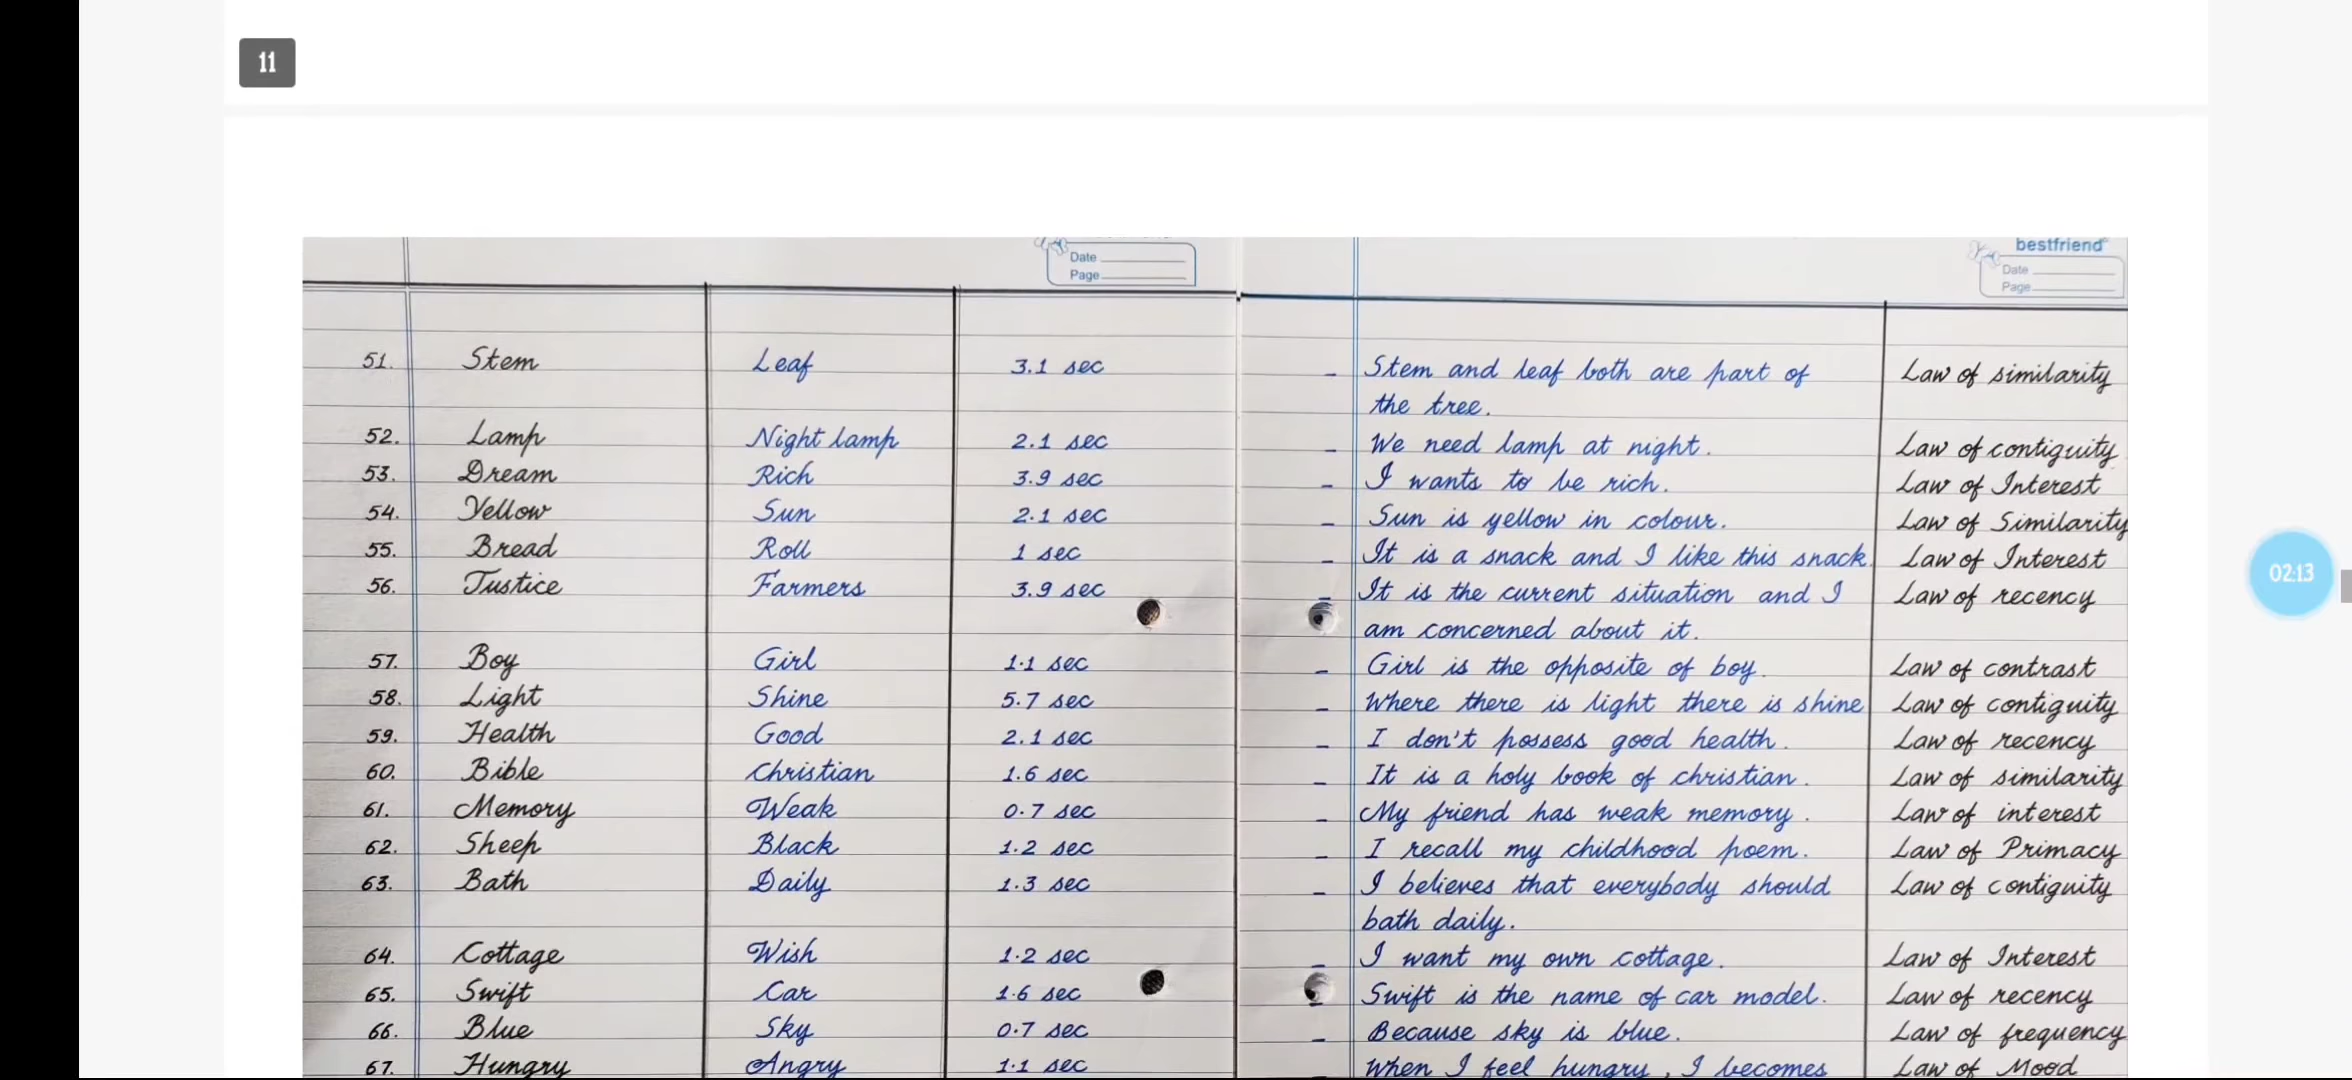 11
Date
Page
bestfriend
Date
Page
51. Stem Leaf 3.1 sec - Stem and leaf both are part of Law of similarity
the tree.
52. Lamp Night lamp 2.1 sec - We need lamp at night. Law of contiguity
53. Dream Rich 3.9 sec - I wants to be rich. Law of Interest
54. Yellow Sun 2.1 sec - Sun is yellow in colour. Law of Similarity
55. Bread Roll 1 sec - It is a snack and I like this snack. Law of Interest
56. Justice Farmers 3.9 sec - It is the current situation and I Law of recency
am concerned about it.
57. Boy Girl 1.1 sec - Girl is the opposite of boy. Law of contrast
58. Light Shine 5.7 sec - Where there is light there is shine Law of contiguity
59. Health Good 2.1 sec - I don't possess good health. Law of recency
60. Bible Christian 1.6 sec - It is a holy book of christian. Law of similarity
61. Memory Weak 0.7 sec - My friend has weak memory. Law of interest
62. Sheep Black 1.2 sec - I recall my childhood poem. Law of Primacy
63. Bath Daily 1.3 sec - I believes that everybody should Law of contiguity
bath daily.
64. Cottage Wish 1.2 sec - I want my own cottage. Law of Interest
65. Swift Car 1.6 sec - Swift is the name of car model. Law of recency
66. Blue Sky 0.7 sec - Because sky is blue. Law of frequency
67. Hungry Angry 1.1 sec - When I feel hungry, I becomes Law of Mood
02:13